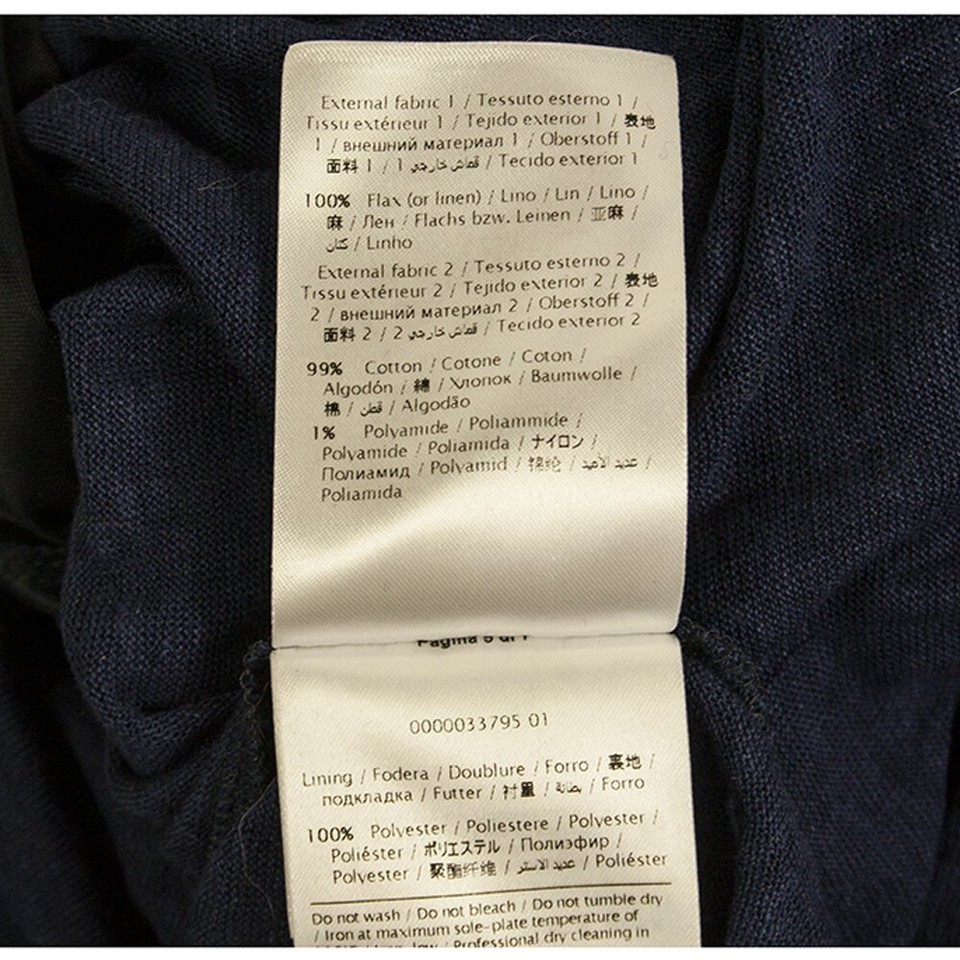 External fabric 1 / Tessuto esterno 1 /
Tissu extérieur 1 / Tejido exterior 1 / 表地
1 / внешний материал 1 / Oberstoff 1 /
面料 1 / 1 قماش خارجي / Tecido exterior 1
100% Flax (or linen) / Lino / Lin / Lino /
麻 / Лен / Flachs bzw. Leinen / 亚麻 /
كتان / Linho
External fabric 2 / Tessuto esterno 2 /
Tissu extérieur 2 / Tejido exterior 2 / 表地
2 / внешний материал 2 / Oberstoff 2 /
面料 2 / 2 قماش خارجي / Tecido exterior 2
99% Cotton / Cotone / Coton /
Algodón / 綿 / Хлопок / Baumwolle /
棉 / قطن / Algodão
1% Polyamide / Poliammide /
Polyamide / Poliamida / ナイロン /
Полиамид / Polyamid / 锦纶 / عديد الأميد /
Poliamida
Pagina
0000033795 01
Lining / Fodera / Doublure / Forro / 裏地 /
подкладка / Futter / 衬里 / بطانة / Forro
100% Polyester / Poliestere / Polyester /
Poliéster / ポリエステル / Полиэфир /
Polyester / 聚酯纤维 / عديد الاستر / Poliéster
Do not wash / Do not bleach / Do not tumble dry
/ Iron at maximum sole-plate temperature of
/ Professional dry cleaning in